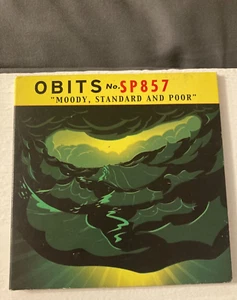 OBITS No. SP857
"MOODY, STANDARD AND POOR"